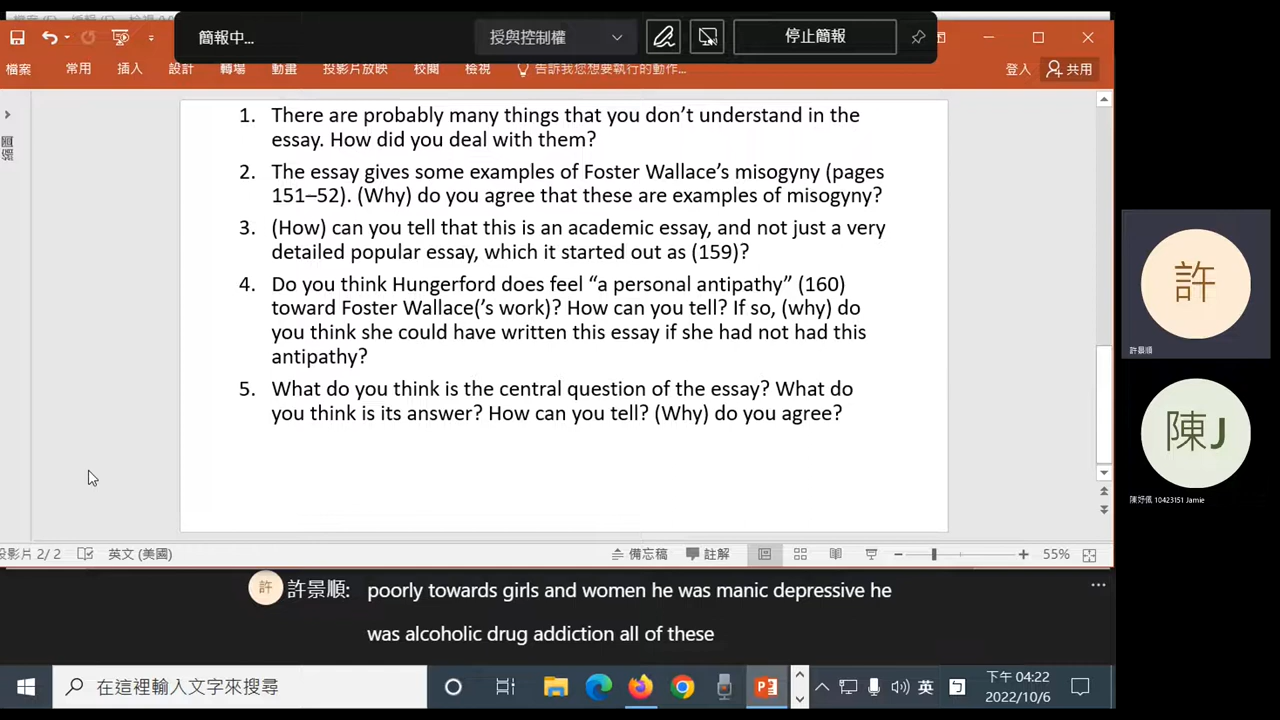 簡報中...
授與控制權
停止簡報
檔案
常用
插入
設計
轉場
動畫
投影片放映
校閱
檢視
告訴我您想要執行的動作...
登入
共用
1. There are probably many things that you don’t understand in the
essay. How did you deal with them?
2. The essay gives some examples of Foster Wallace’s misogyny (pages
151–52). (Why) do you agree that these are examples of misogyny?
3. (How) can you tell that this is an academic essay, and not just a very
detailed popular essay, which it started out as (159)?
4. Do you think Hungerford does feel “a personal antipathy” (160)
toward Foster Wallace(’s work)? How can you tell? If so, (why) do
you think she could have written this essay if she had not had this
antipathy?
5. What do you think is the central question of the essay? What do
you think is its answer? How can you tell? (Why) do you agree?
許
許景順
陳J
陳妤佩 10423151 Jamie
投影片 2/ 2
英文 (美國)
備忘稿
註解
55%
許
許景順:
poorly towards girls and women he was manic depressive he
was alcoholic drug addiction all of these
在這裡輸入文字來搜尋
英
下午 04:22
2022/10/6